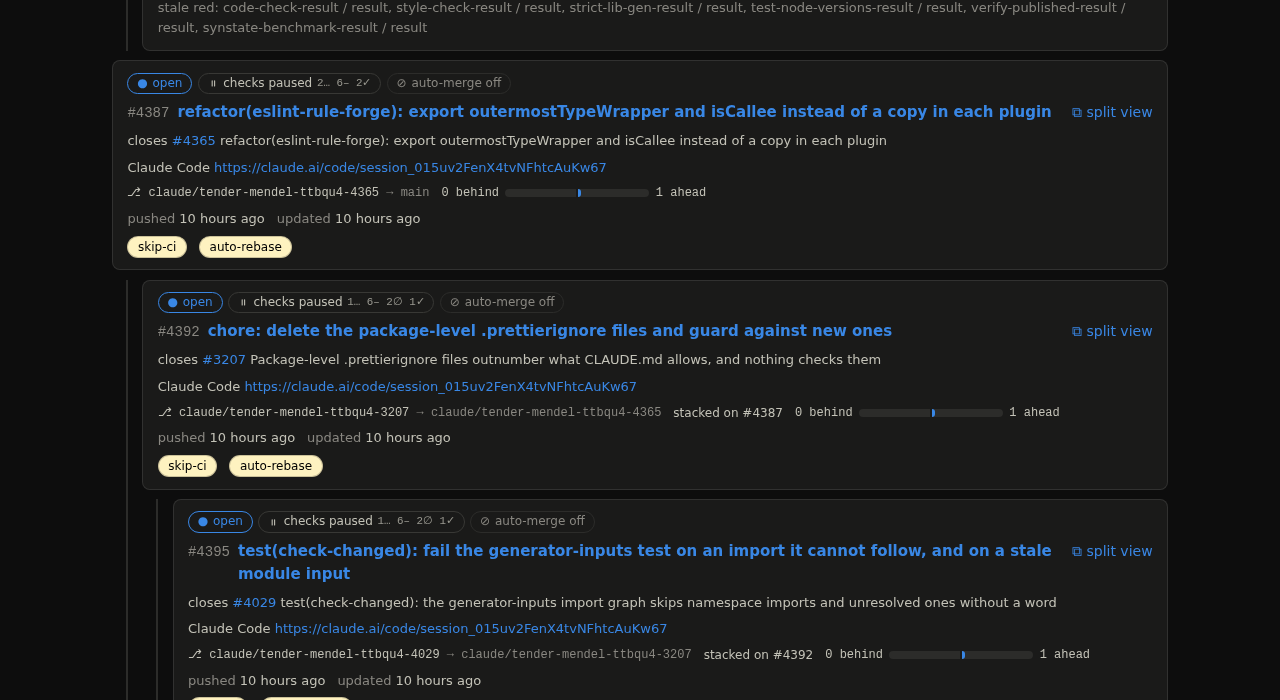 stale red: code-check-result / result, style-check-result / result, strict-lib-gen-result / result, test-node-versions-result / result, verify-published-result /
result, synstate-benchmark-result / result
● open ⏸ checks paused 2… 6– 2✓ ⊘ auto-merge off
#4387 refactor(eslint-rule-forge): export outermostTypeWrapper and isCallee instead of a copy in each plugin ⧉ split view
closes #4365 refactor(eslint-rule-forge): export outermostTypeWrapper and isCallee instead of a copy in each plugin
Claude Code https://claude.ai/code/session_015uv2FenX4tvNFhtcAuKw67
⎇ claude/tender-mendel-ttbqu4-4365 → main 0 behind 1 ahead
pushed 10 hours ago updated 10 hours ago
skip-ci auto-rebase
● open ⏸ checks paused 1… 6– 2∅ 1✓ ⊘ auto-merge off
#4392 chore: delete the package-level .prettierignore files and guard against new ones ⧉ split view
closes #3207 Package-level .prettierignore files outnumber what CLAUDE.md allows, and nothing checks them
Claude Code https://claude.ai/code/session_015uv2FenX4tvNFhtcAuKw67
⎇ claude/tender-mendel-ttbqu4-3207 → claude/tender-mendel-ttbqu4-4365 stacked on #4387 0 behind 1 ahead
pushed 10 hours ago updated 10 hours ago
skip-ci auto-rebase
● open ⏸ checks paused 1… 6– 2∅ 1✓ ⊘ auto-merge off
#4395 test(check-changed): fail the generator-inputs test on an import it cannot follow, and on a stale ⧉ split view
module input
closes #4029 test(check-changed): the generator-inputs import graph skips namespace imports and unresolved ones without a word
Claude Code https://claude.ai/code/session_015uv2FenX4tvNFhtcAuKw67
⎇ claude/tender-mendel-ttbqu4-4029 → claude/tender-mendel-ttbqu4-3207 stacked on #4392 0 behind 1 ahead
pushed 10 hours ago updated 10 hours ago